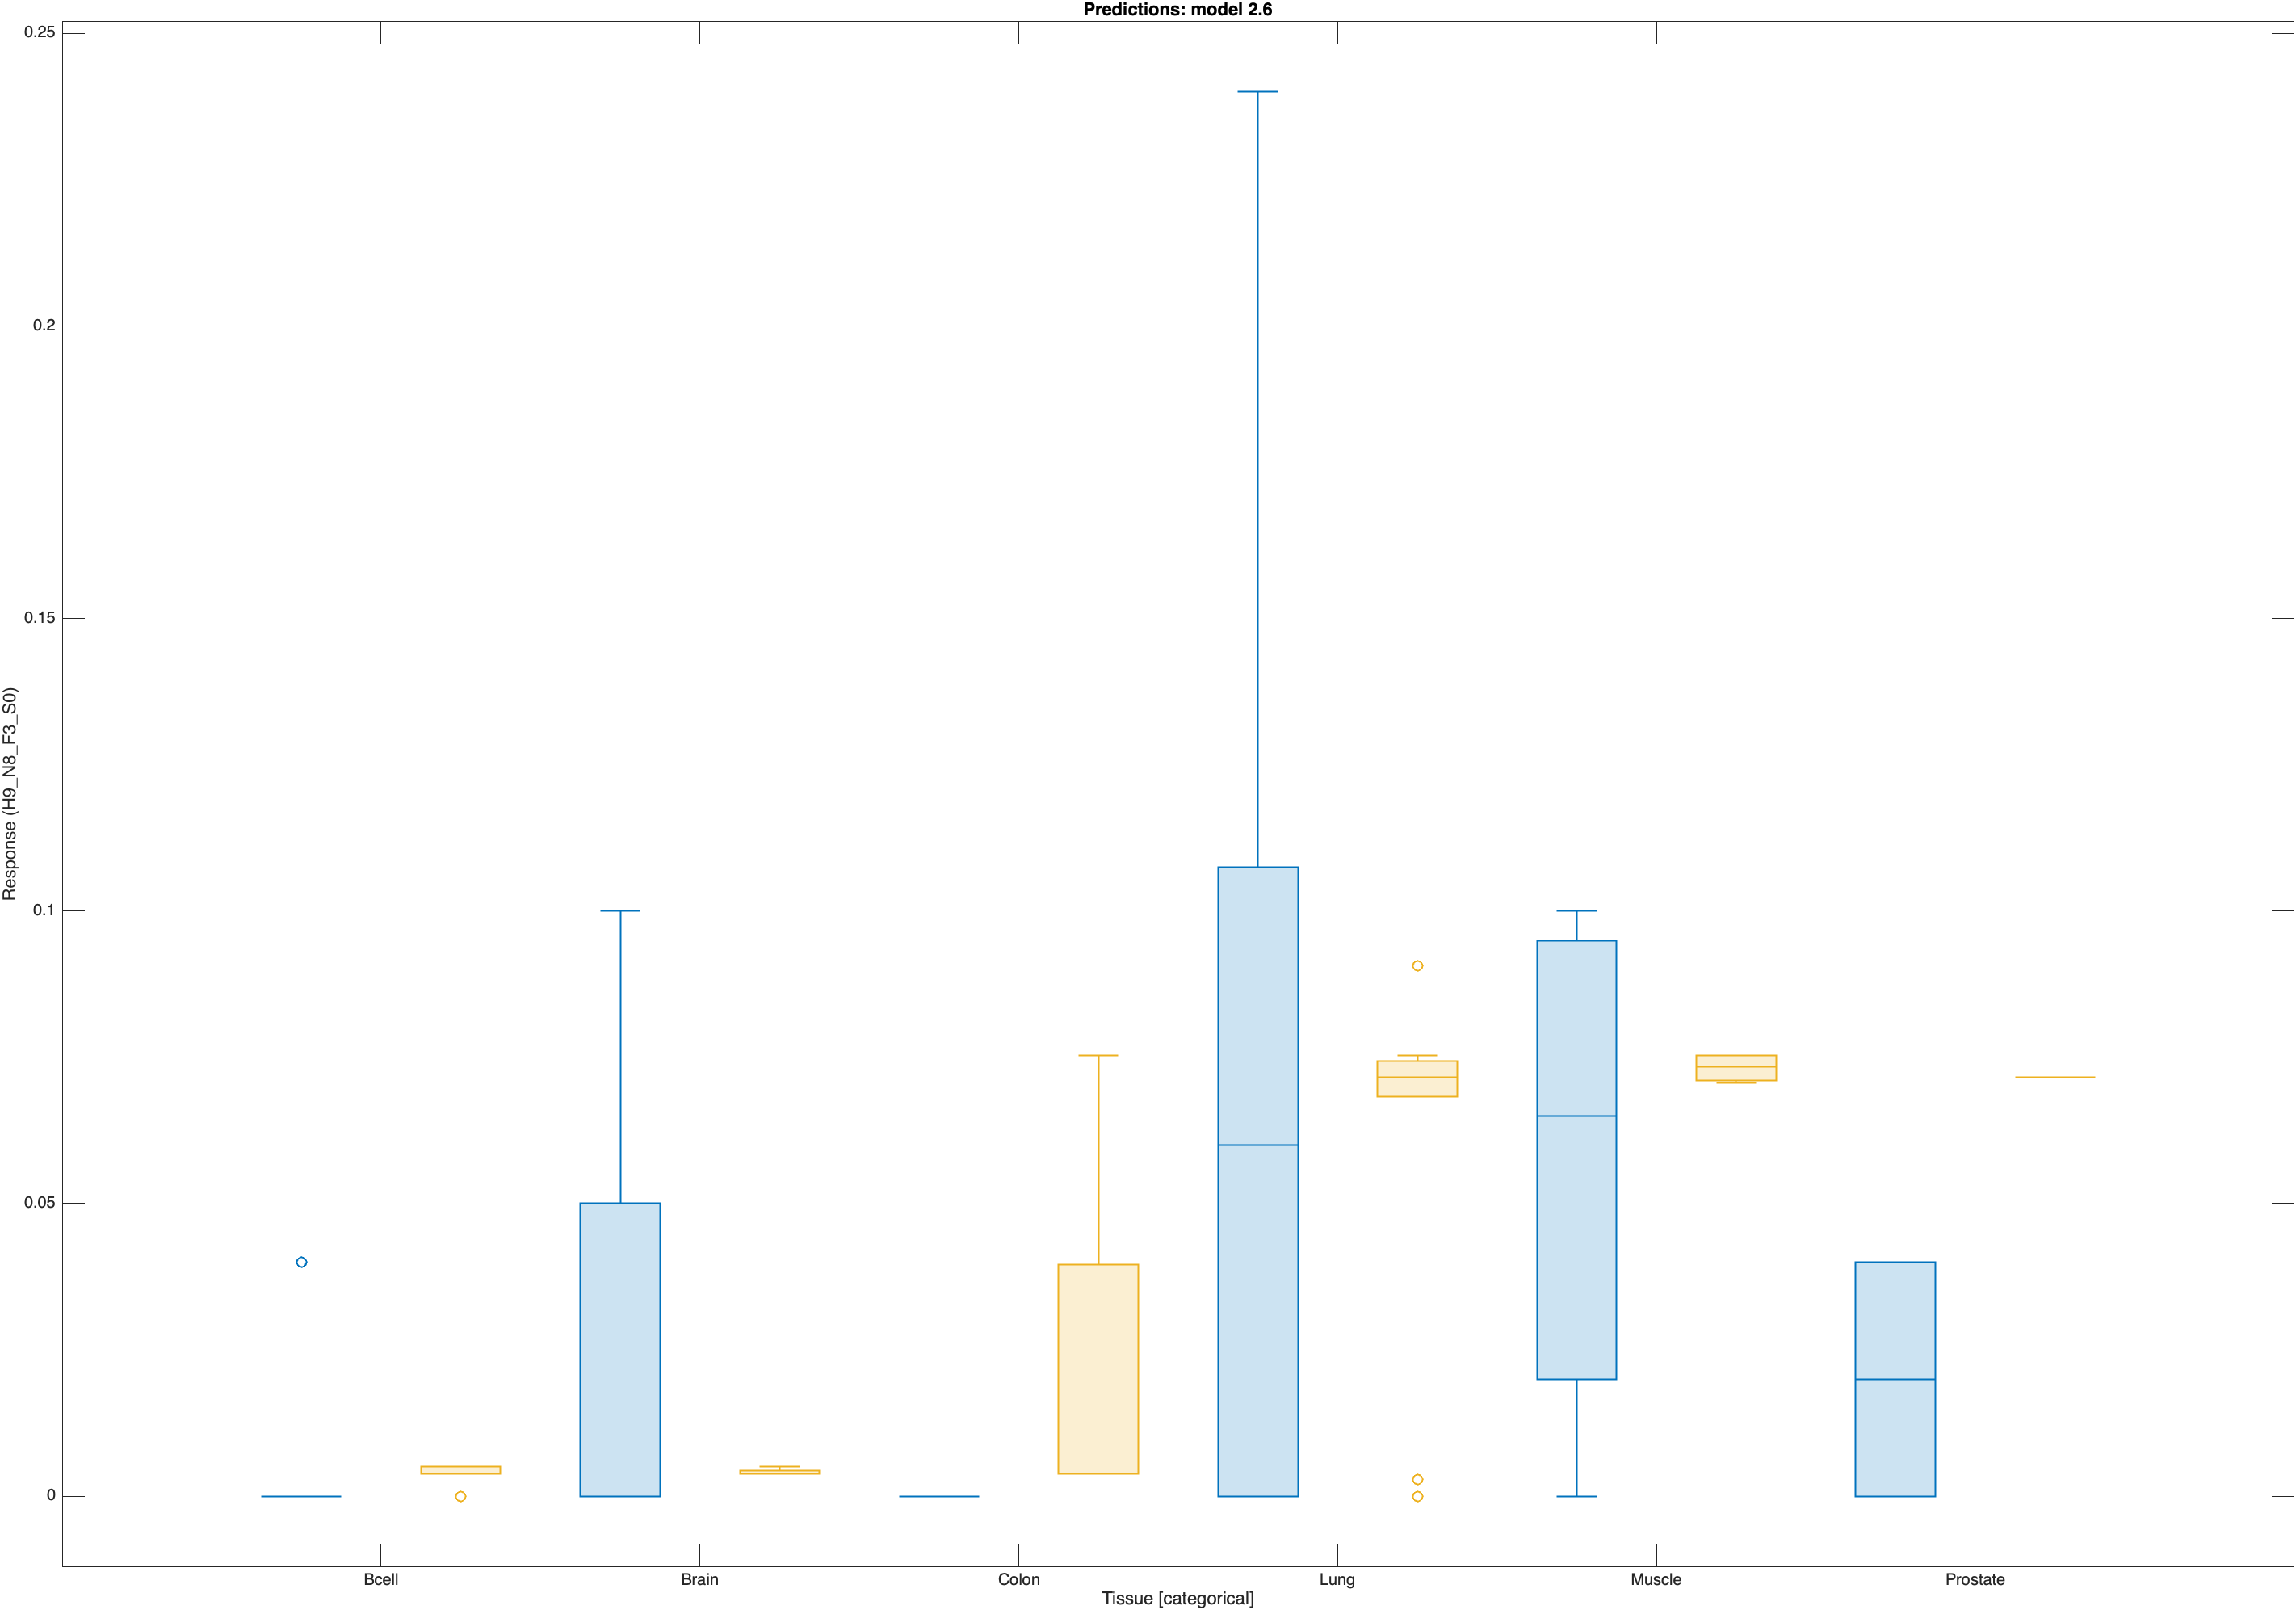 Predictions: model 2.6
0.25
0.2
0.15
0.1
0.05
0
Response (H9_N8_F3_S0)
Bcell Brain Colon Lung Muscle Prostate
Tissue [categorical]